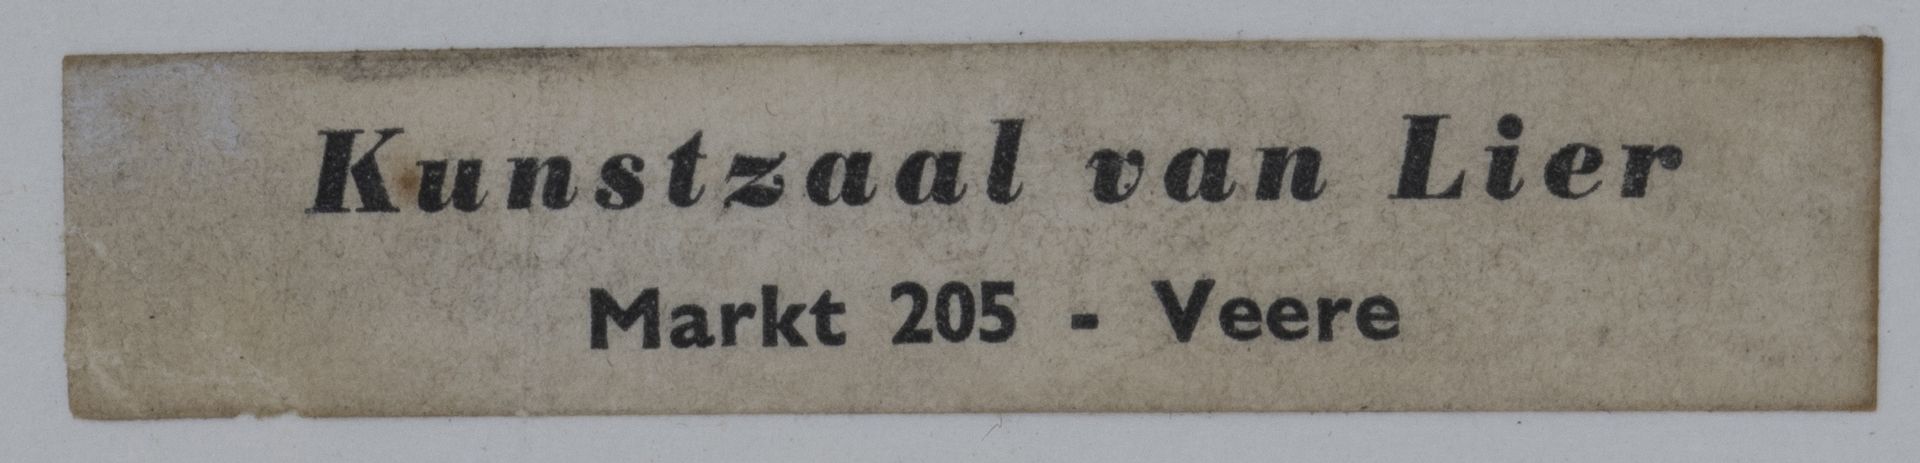 Kunstzaal van Lier
Markt 205 - Veere